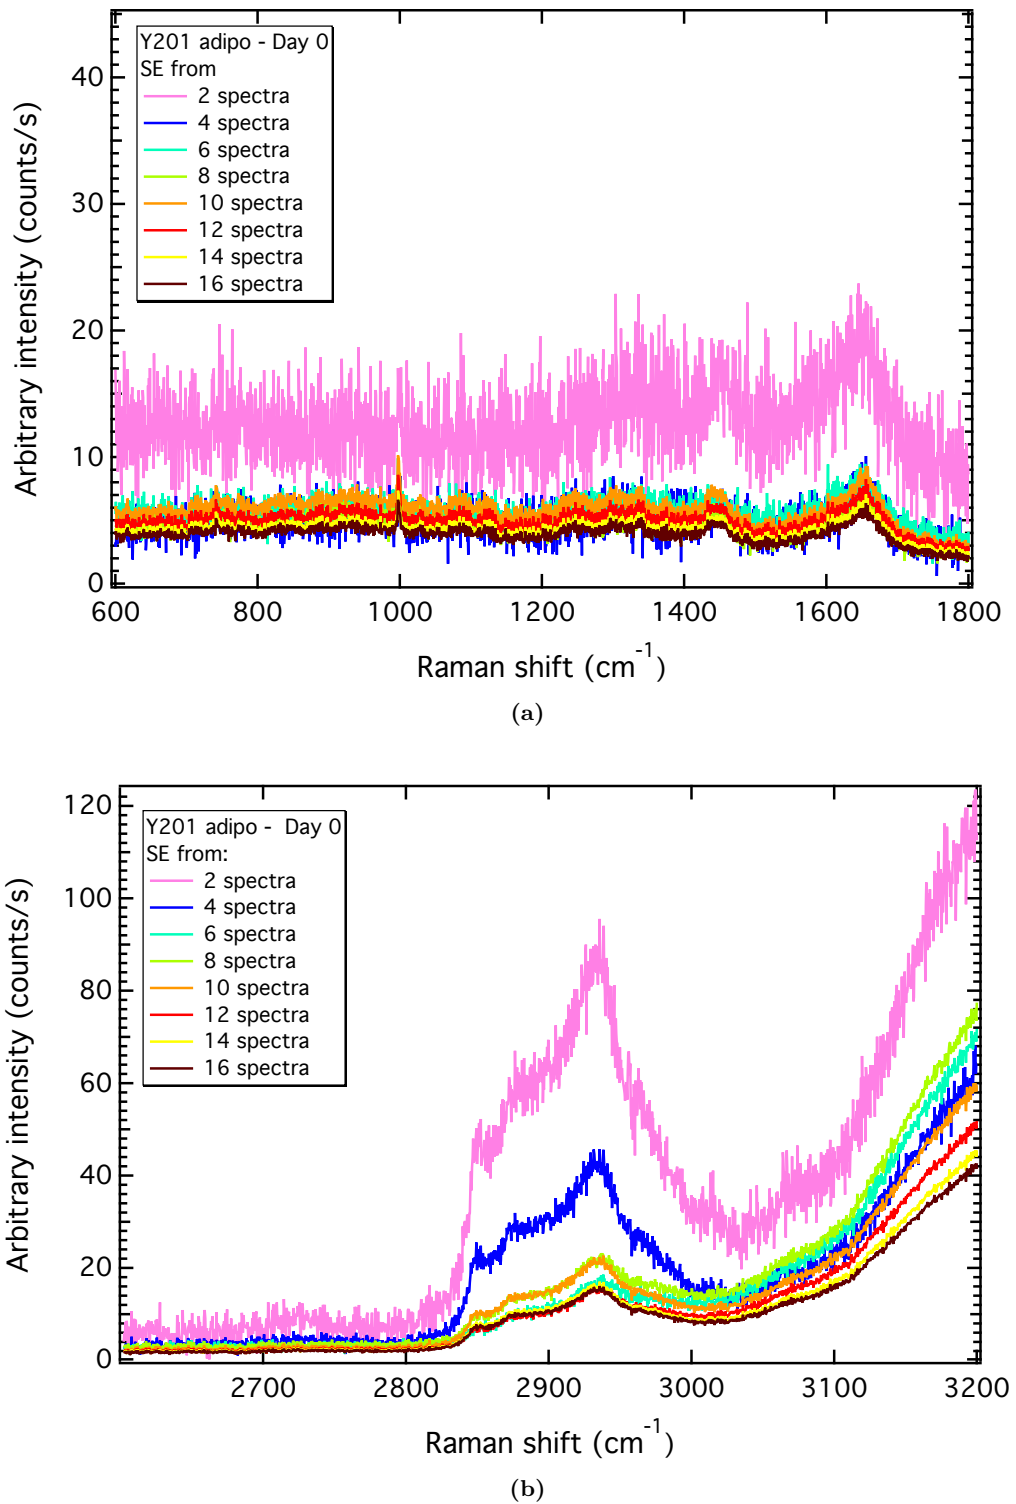 Y201 adipo - Day 0
SE from
2 spectra
4 spectra
6 spectra
8 spectra
10 spectra
12 spectra
14 spectra
16 spectra
Arbitrary intensity (counts/s)
40
30
20
10
0
600 800 1000 1200 1400 1600 1800
Raman shift (cm⁻¹)
(a)
Y201 adipo - Day 0
SE from:
2 spectra
4 spectra
6 spectra
8 spectra
10 spectra
12 spectra
14 spectra
16 spectra
Arbitrary intensity (counts/s)
120
100
80
60
40
20
0
2700 2800 2900 3000 3100 3200
Raman shift (cm⁻¹)
(b)